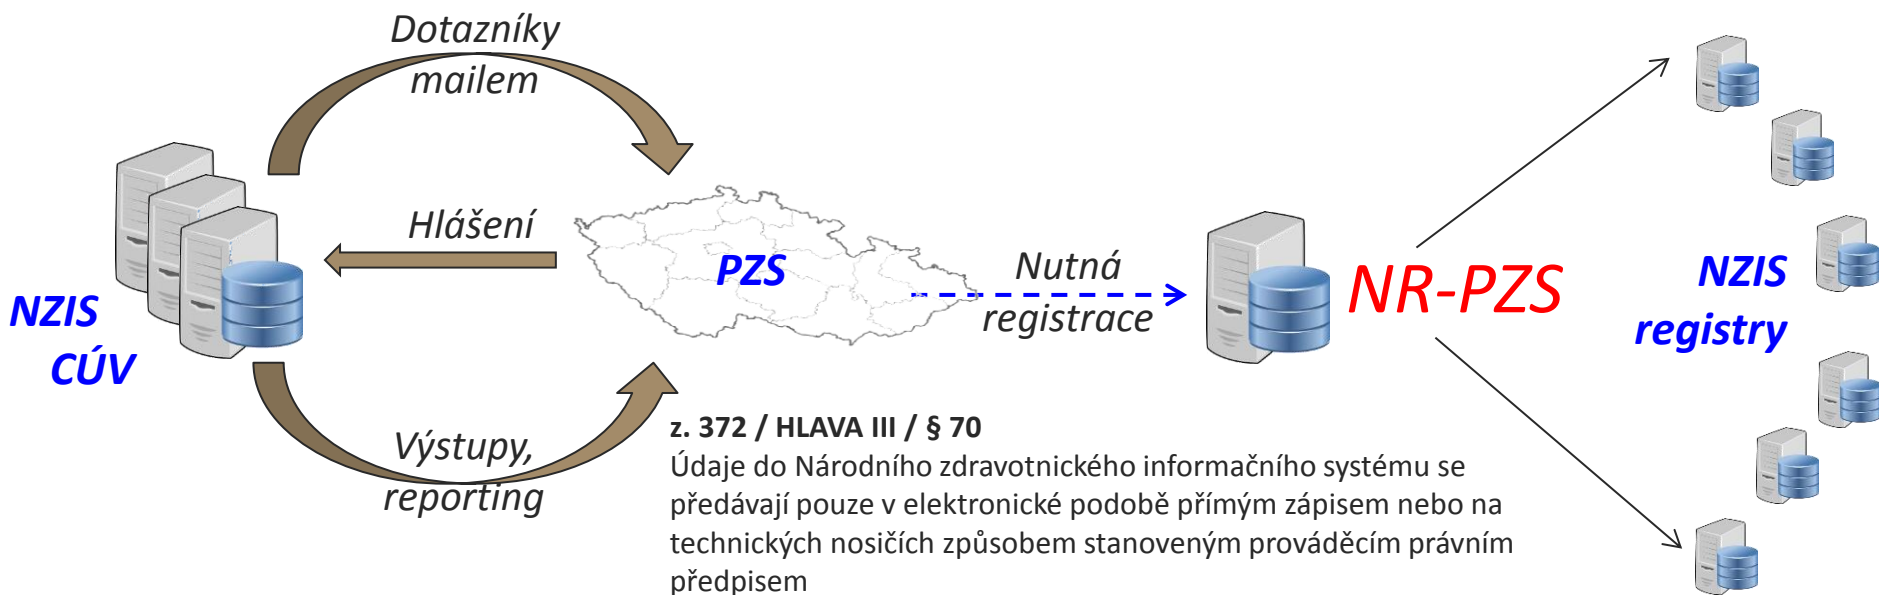 Dotazníky
mailem
Hlášení
NZIS
CÚV
PZS
Výstupy,
reporting
Nutná
registrace
NR-PZS
NZIS
registry
z. 372 / HLAVA III / § 70
Údaje do Národního zdravotnického informačního systému se
předávají pouze v elektronické podobě přímým zápisem nebo na
technických nosičích způsobem stanoveným prováděcím právním
předpisem